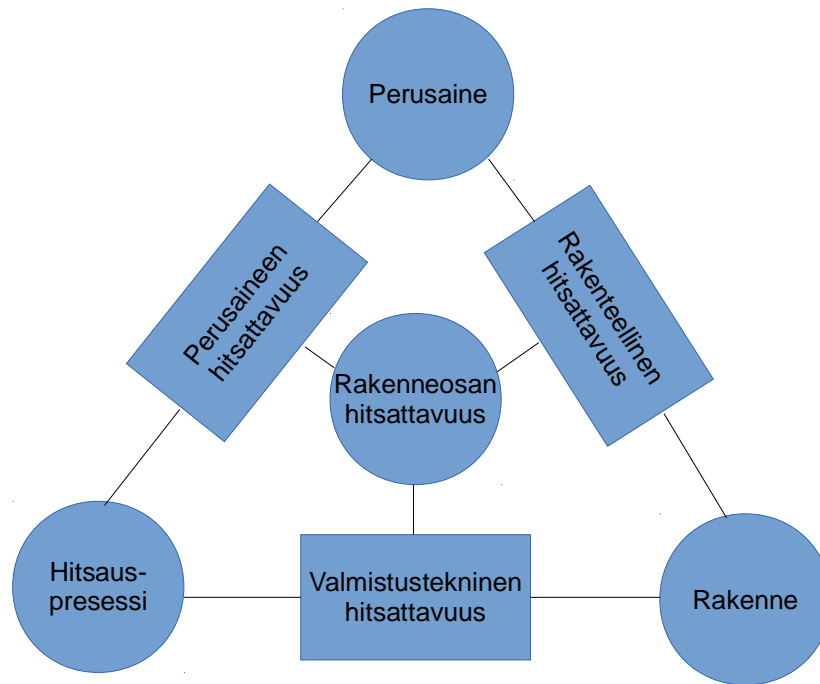 Perusaine
Perusaineen
hitsattavuus
Rakenteellinen
hitsattavuus
Rakenneosan
hitsattavuus
Hitsaus-
presessi
Valmistustekninen
hitsattavuus
Rakenne